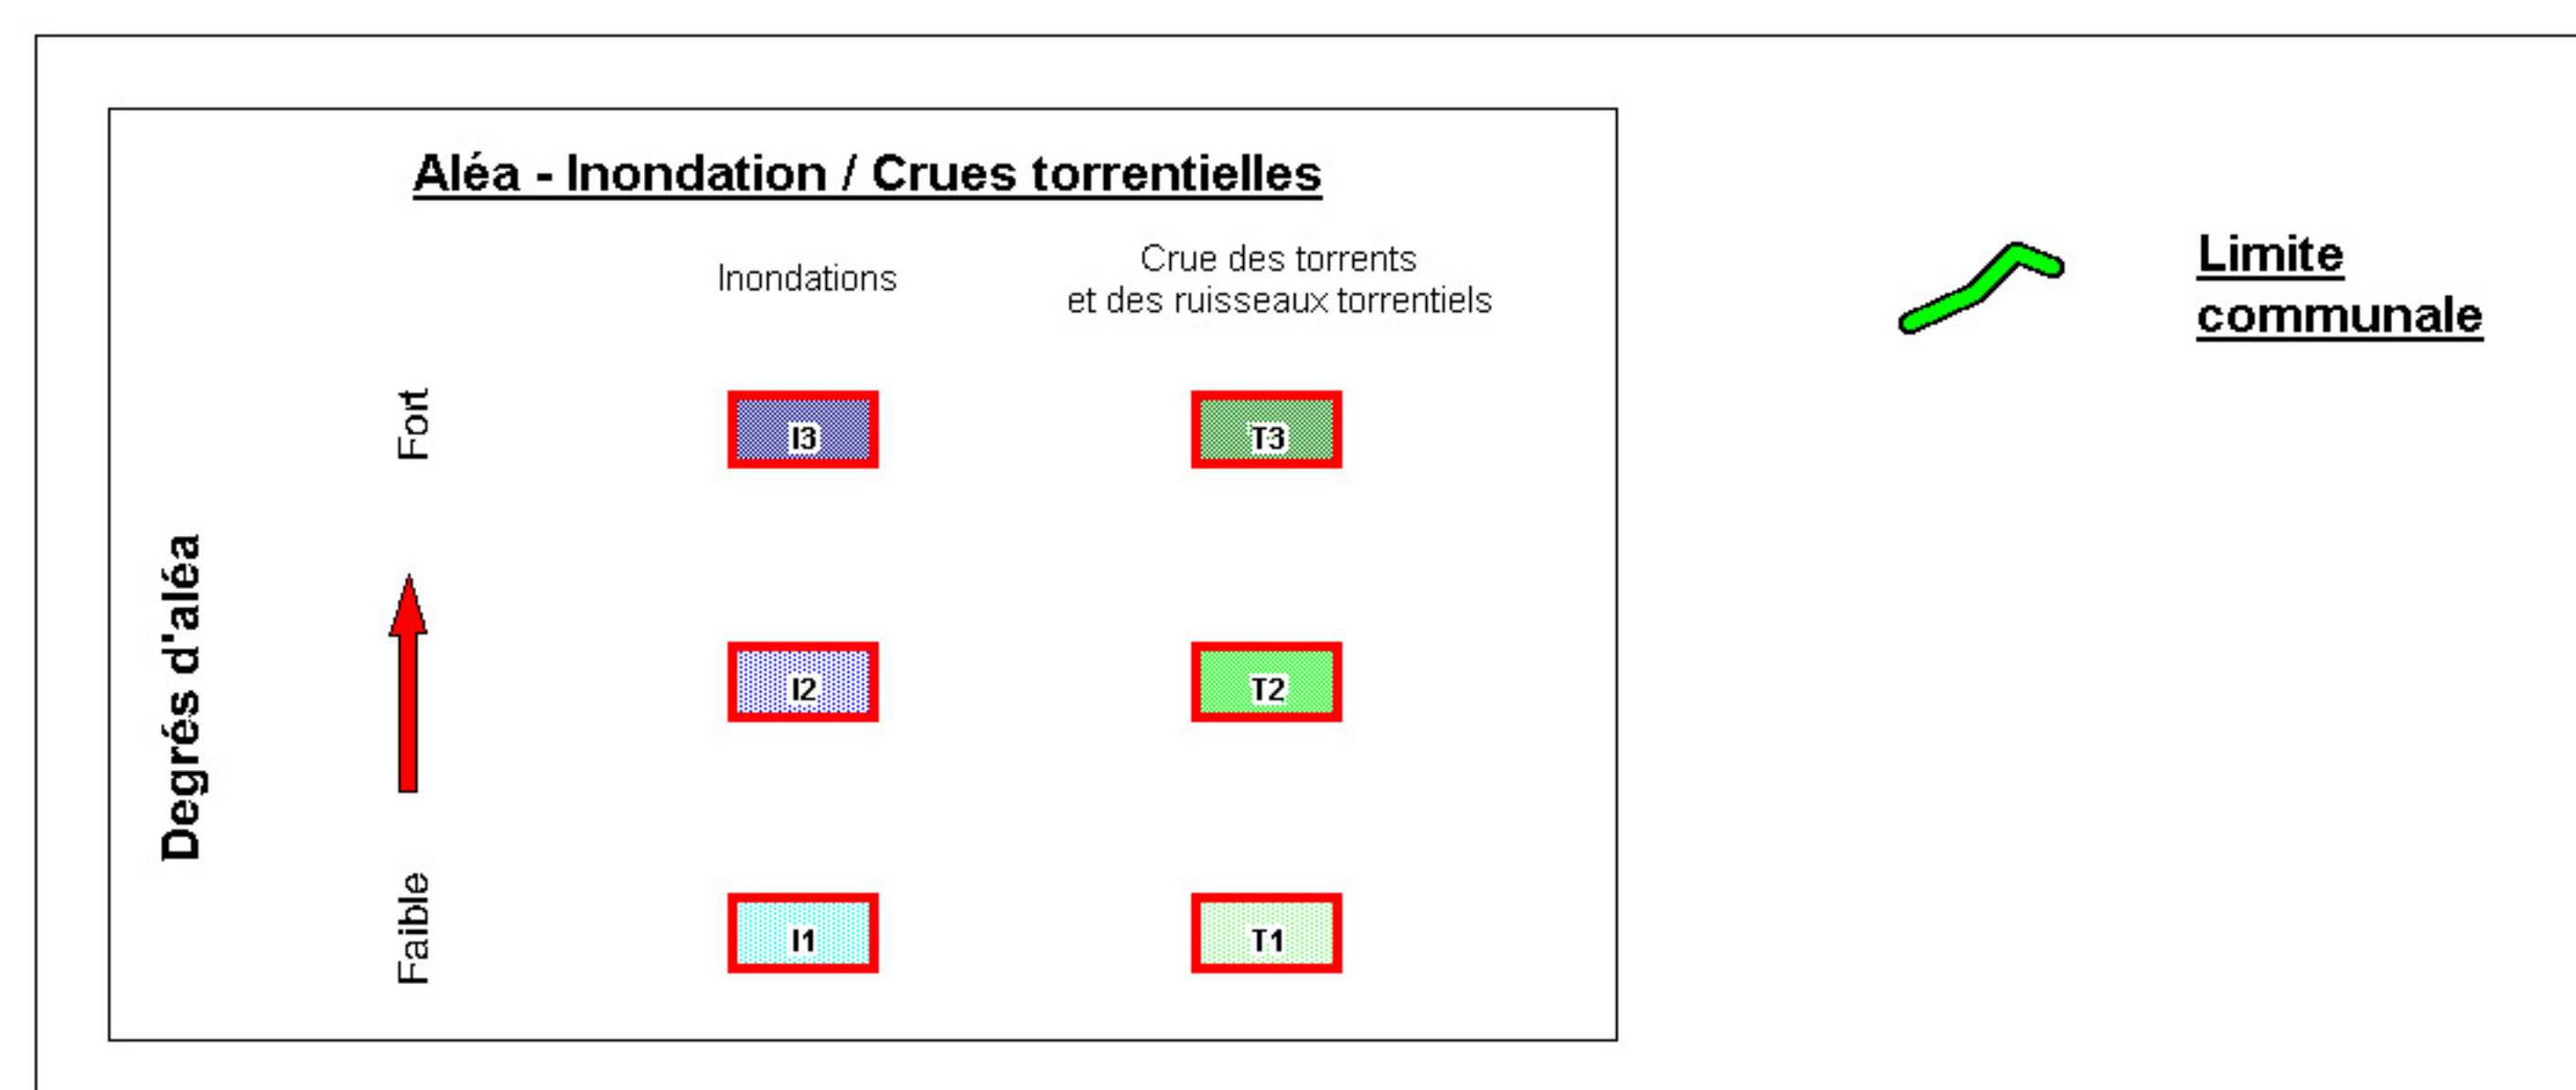 Aléa - Inondation / Crues torrentielles
Inondations
Crue des torrents
et des ruisseaux torrentiels
Limite
communale
Degrés d'aléa
Fort
I3
T3
I2
T2
Faible
I1
T1